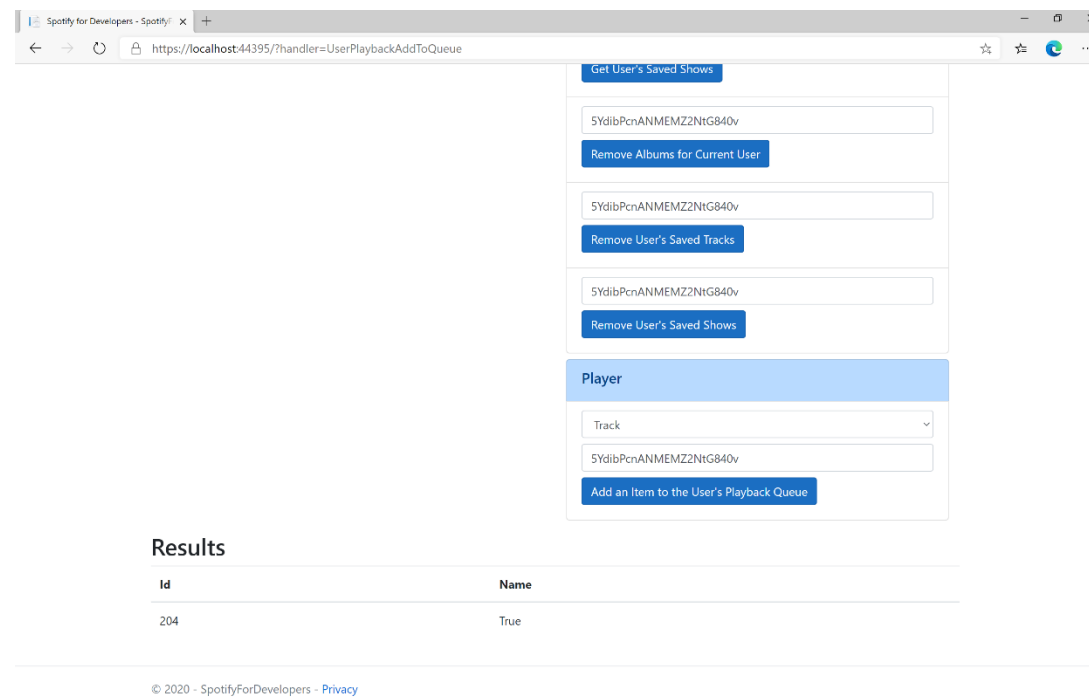 Spotify for Developers - Spotify
https://localhost:44395/?handler=UserPlaybackAddToQueue
Get User's Saved Shows
5YdibPcnANMEMZ2NtG840v
Remove Albums for Current User
5YdibPcnANMEMZ2NtG840v
Remove User's Saved Tracks
5YdibPcnANMEMZ2NtG840v
Remove User's Saved Shows
Player
Track
5YdibPcnANMEMZ2NtG840v
Add an Item to the User's Playback Queue
Results
Id Name
204 True
© 2020 - SpotifyForDevelopers - Privacy